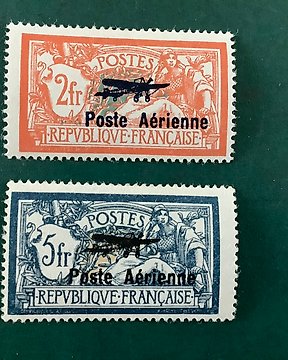 POSTES
2fr
Poste Aérienne
REPVBLIQVE FRANÇAISE
POSTES
5fr
Poste Aérienne
REPVBLIQVE FRANÇAISE